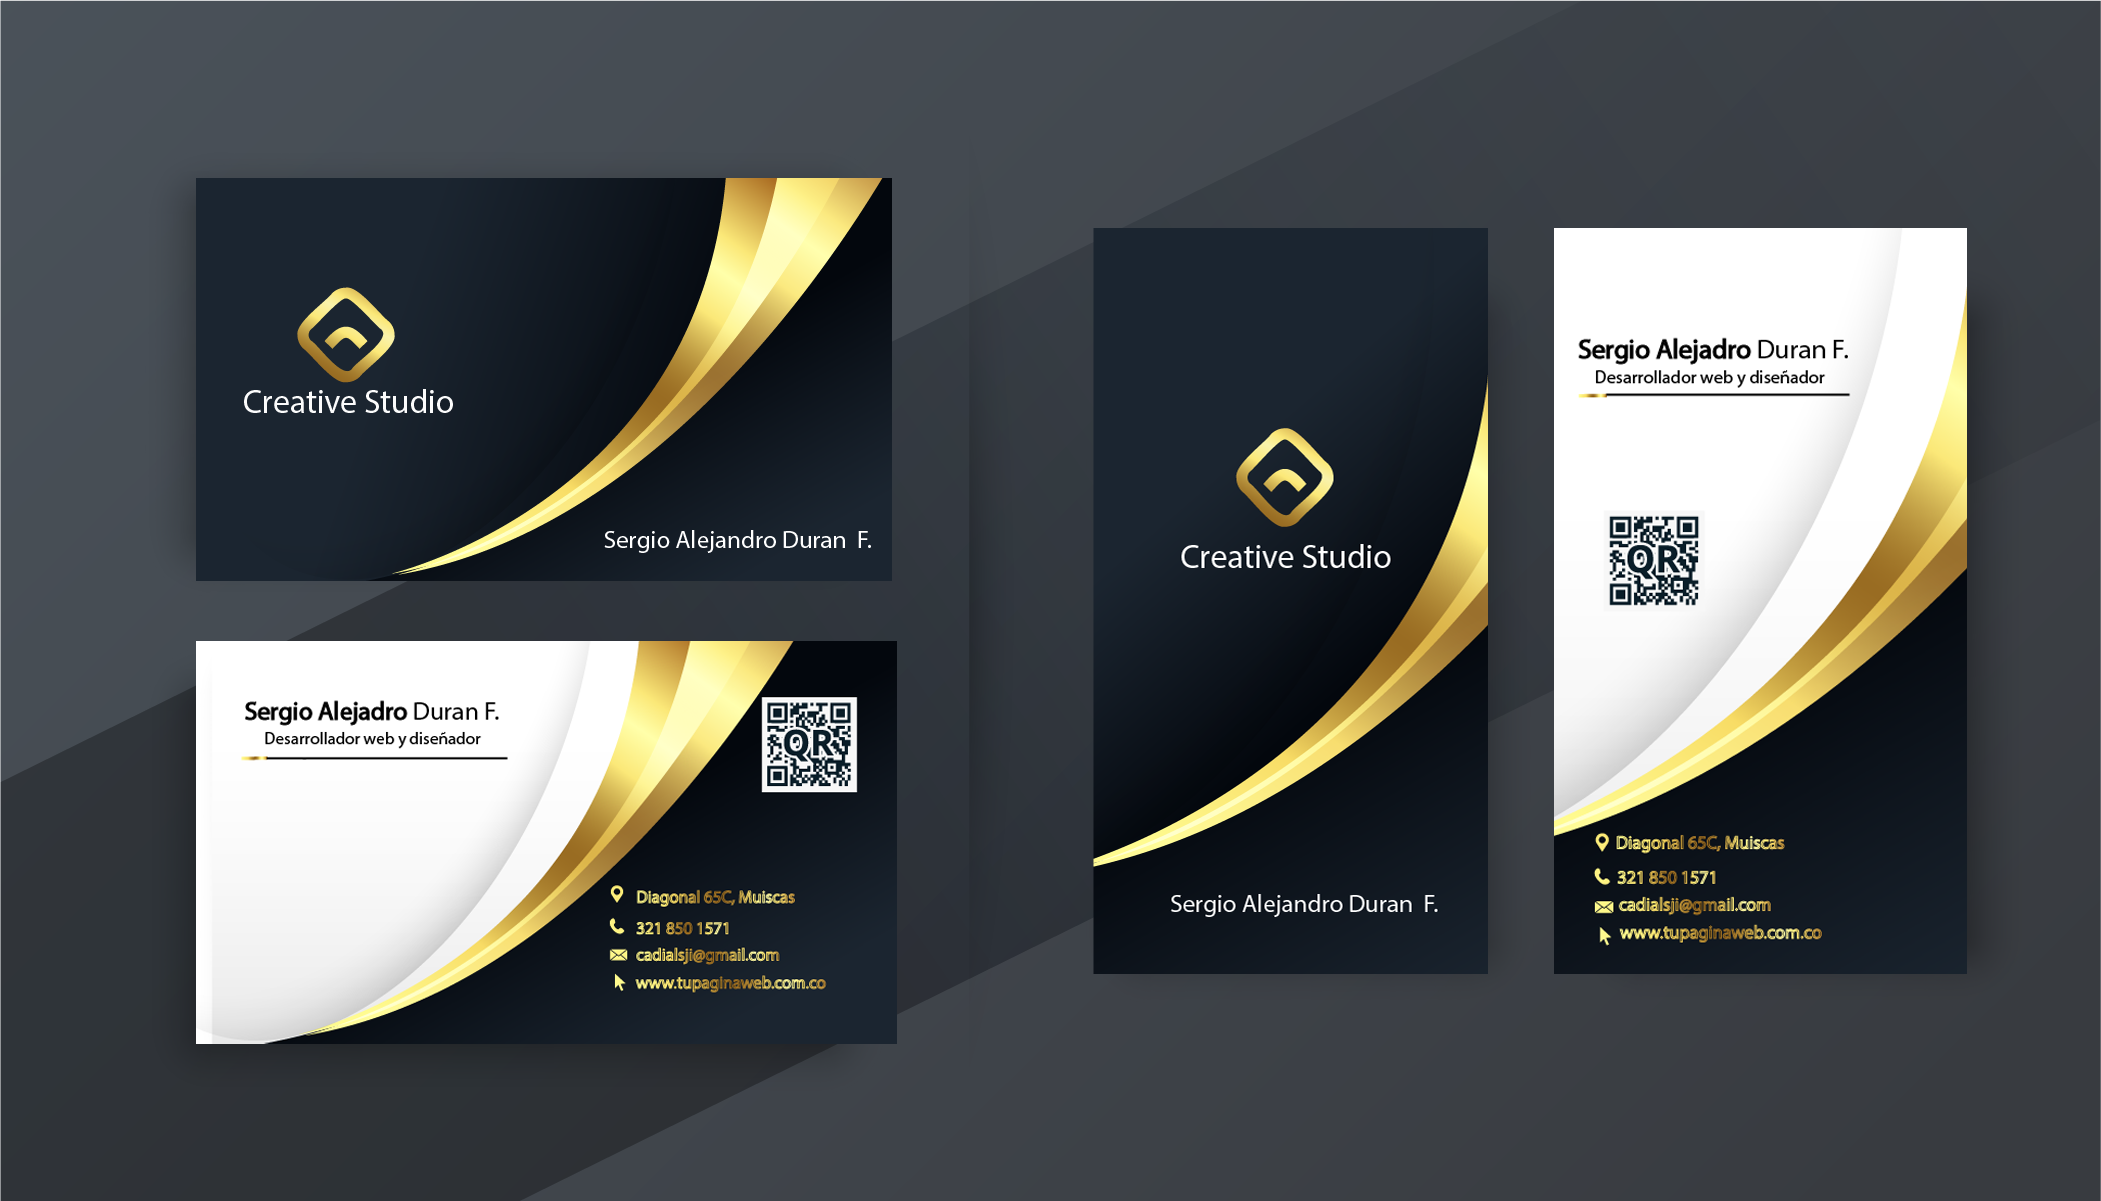 Creative Studio
Sergio Alejandro Duran  F.
Sergio Alejadro Duran F.
Desarrollador web y diseñador
QR
Diagonal 65C, Muiscas
321 850 1571
cadialsji@gmail.com
www.tupaginaweb.com.co
Creative Studio
Sergio Alejandro Duran  F.
Sergio Alejadro Duran F.
Desarrollador web y diseñador
QR
Diagonal 65C, Muiscas
321 850 1571
cadialsji@gmail.com
www.tupaginaweb.com.co